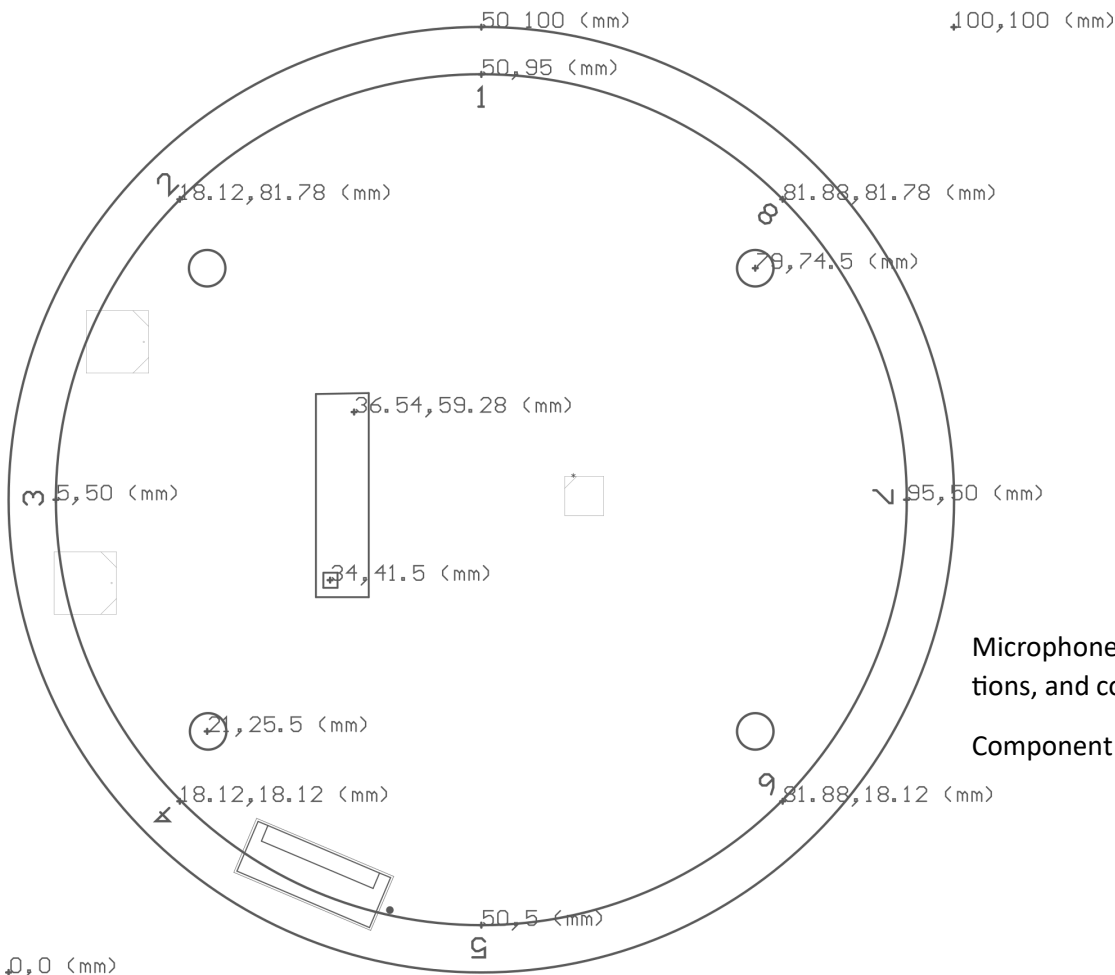 50,100 (mm)
100,100 (mm)
50,95 (mm)
1
2
18.12,81.78 (mm)
81.88,81.78 (mm)
8
79,74.5 (mm)
36.54,59.28 (mm)
*
3
5,50 (mm)
7
95,50 (mm)
34,41.5 (mm)
Microphone
tions, and co
Component
21,25.5 (mm)
18.12,18.12 (mm)
6
81.88,18.12 (mm)
4
50,5 (mm)
5
0,0 (mm)